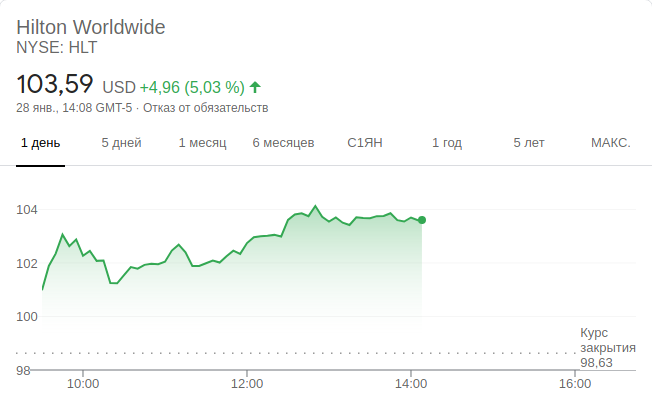 Hilton Worldwide
NYSE: HLT
103,59 USD +4,96 (5,03 %)
28 янв., 14:08 GMT-5 · Отказ от обязательств
1 день 5 дней 1 месяц 6 месяцев С1ЯН 1 год 5 лет МАКС.
104
102
100
Курс
закрытия
98,63
98
10:00 12:00 14:00 16:00